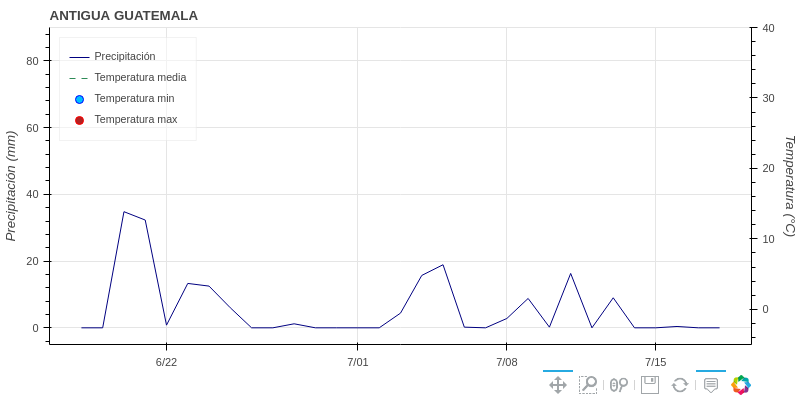 ANTIGUA GUATEMALA
Precipitación
Temperatura media
Temperatura min
Temperatura max
Precipitación (mm)
80
60
40
20
0
Temperatura (°C)
40
30
20
10
0
6/22
7/01
7/08
7/15